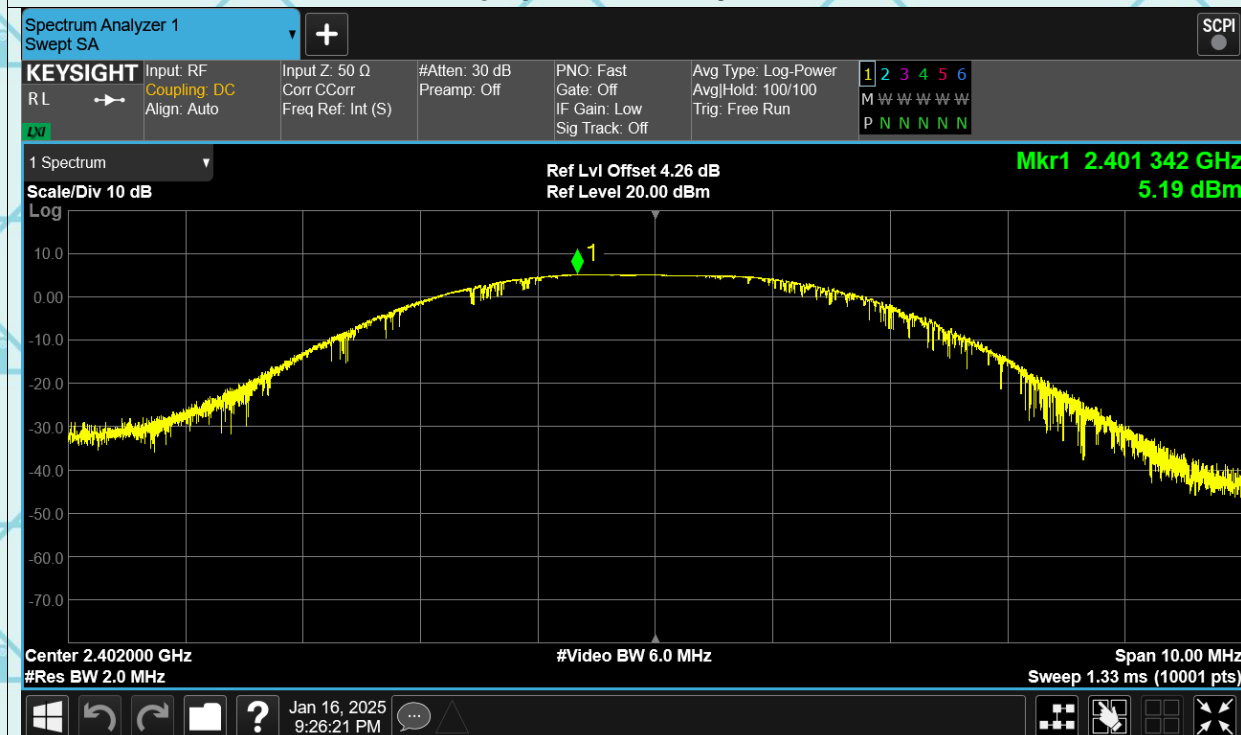 Spectrum Analyzer 1
Swept SA
+
SCPI
KEYSIGHT
RL
LXI
Input: RF
Coupling: DC
Align: Auto
Input Z: 50 Ω
Corr CCorr
Freq Ref: Int (S)
#Atten: 30 dB
Preamp: Off
PNO: Fast
Gate: Off
IF Gain: Low
Sig Track: Off
Avg Type: Log-Power
Avg|Hold: 100/100
Trig: Free Run
1 2 3 4 5 6
M W W W W W
P N N N N N
1 Spectrum
Scale/Div 10 dB
Log
Ref Lvl Offset 4.26 dB
Ref Level 20.00 dBm
Mkr1 2.401 342 GHz
5.19 dBm
1
10.0
0.00
-10.0
-20.0
-30.0
-40.0
-50.0
-60.0
-70.0
Center 2.402000 GHz
#Res BW 2.0 MHz
#Video BW 6.0 MHz
Span 10.00 MHz
Sweep 1.33 ms (10001 pts)
?
Jan 16, 2025
9:26:21 PM